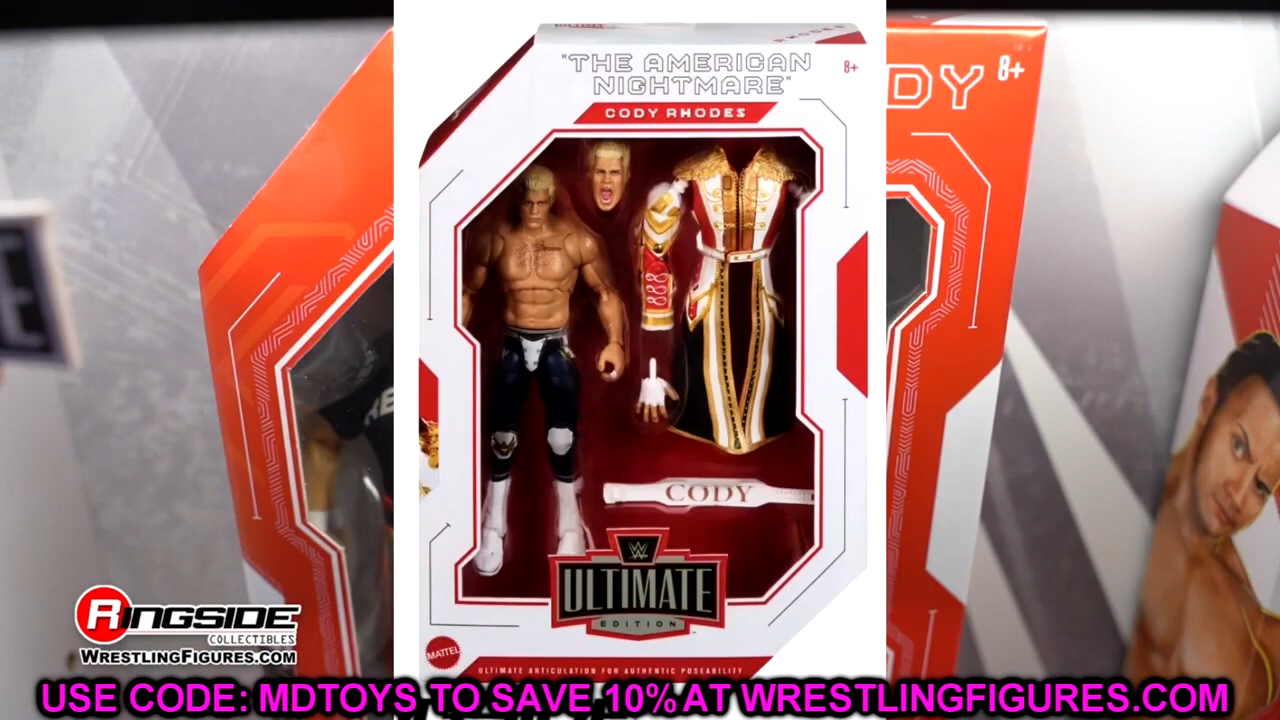 RHODES
"THE AMERICAN
NIGHTMARE"
8+
CODY RHODES
DY 8+
CODY
W
ULTIMATE
EDITION
MATTEL
ULTIMATE ARTICULATION FOR AUTHENTIC POSEABILITY
RINGSIDE
COLLECTIBLES
WRESTLINGFIGURES.COM
USE CODE: MDTOYS TO SAVE 10% AT WRESTLINGFIGURES.COM